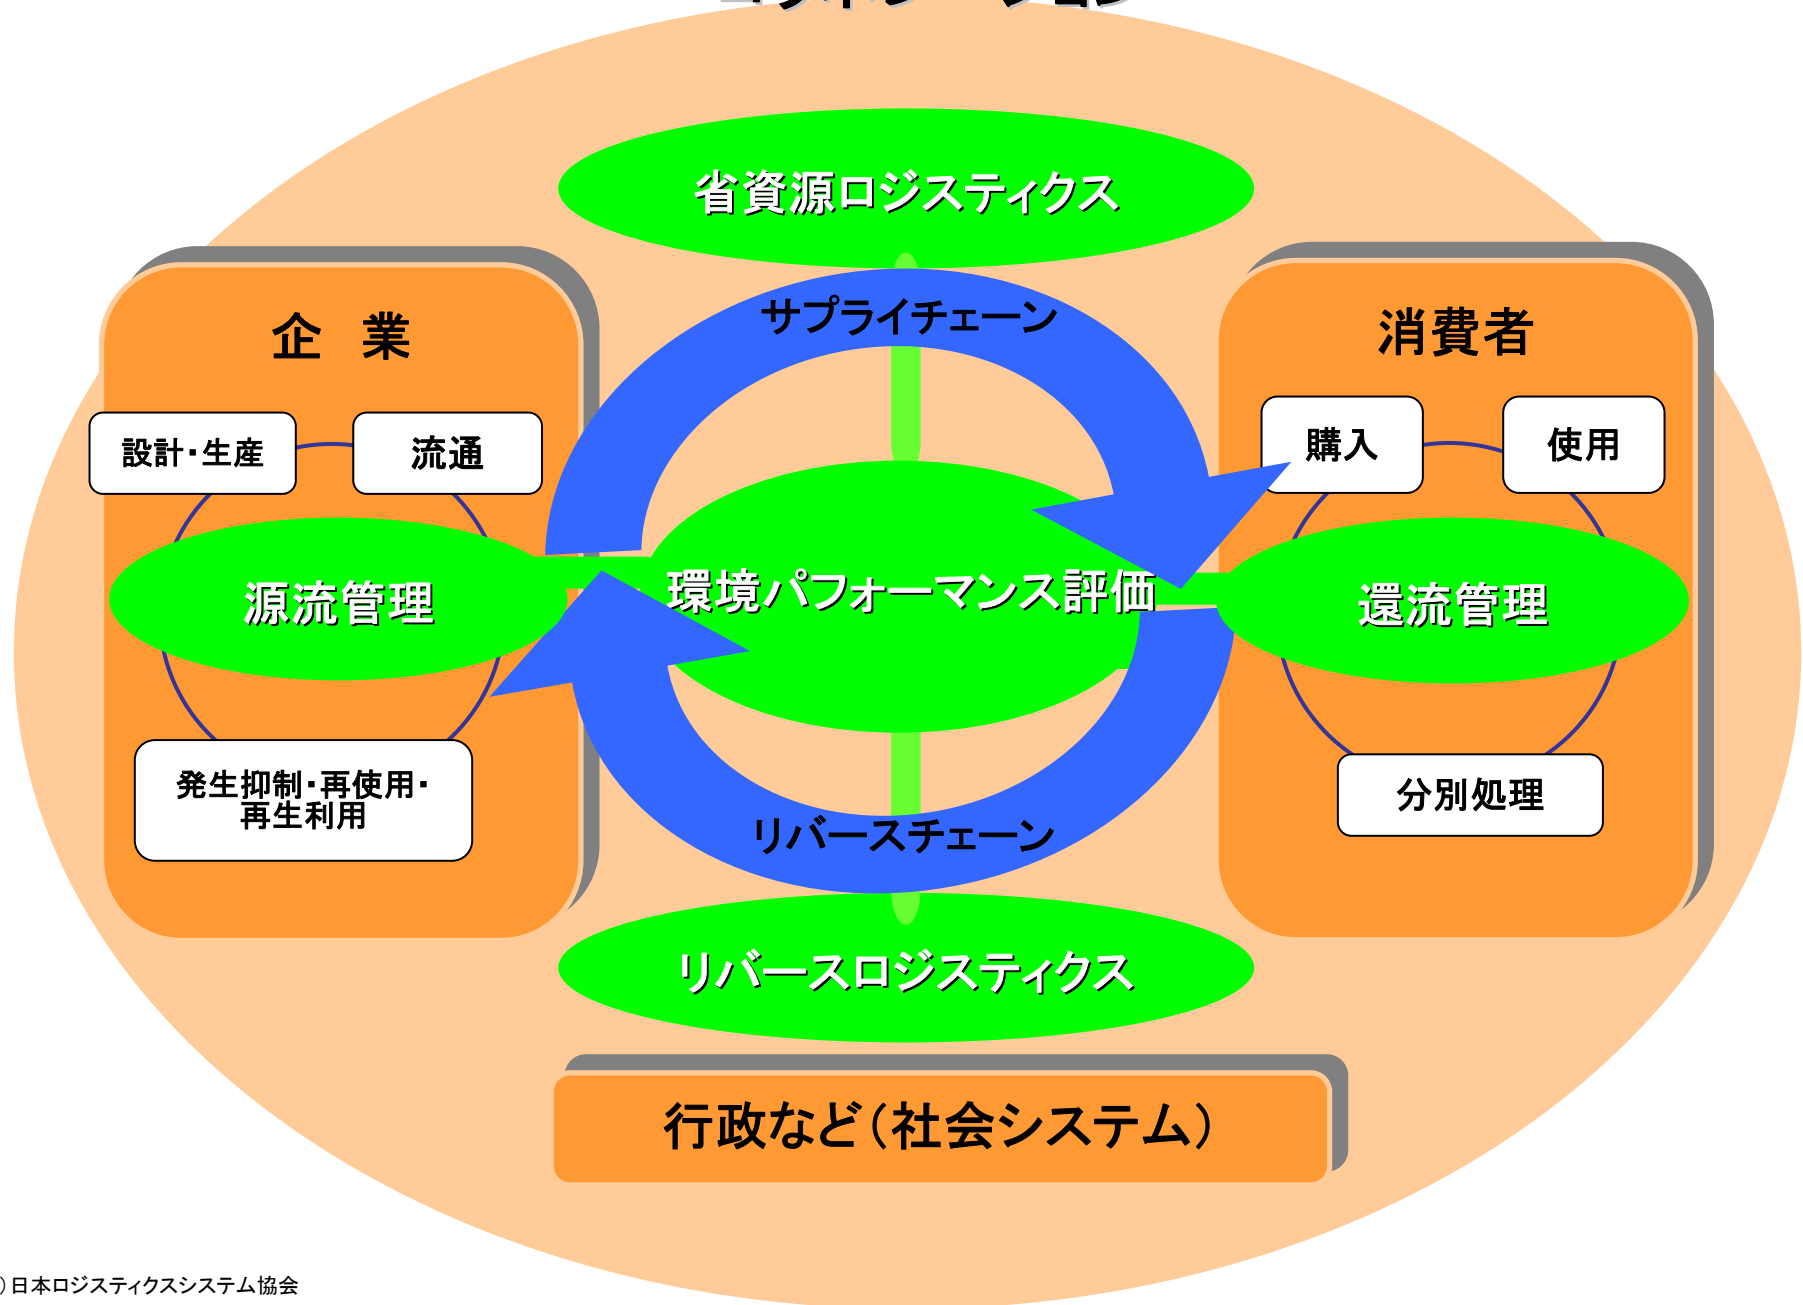 省資源ロジスティクス
サプライチェーン
企　業
消費者
設計・生産
流通
購入
使用
源流管理
環境パフォーマンス評価
還流管理
発生抑制・再使用・
再生利用
分別処理
リバースチェーン
リバースロジスティクス
行政など（社会システム）
）日本ロジスティクスシステム協会